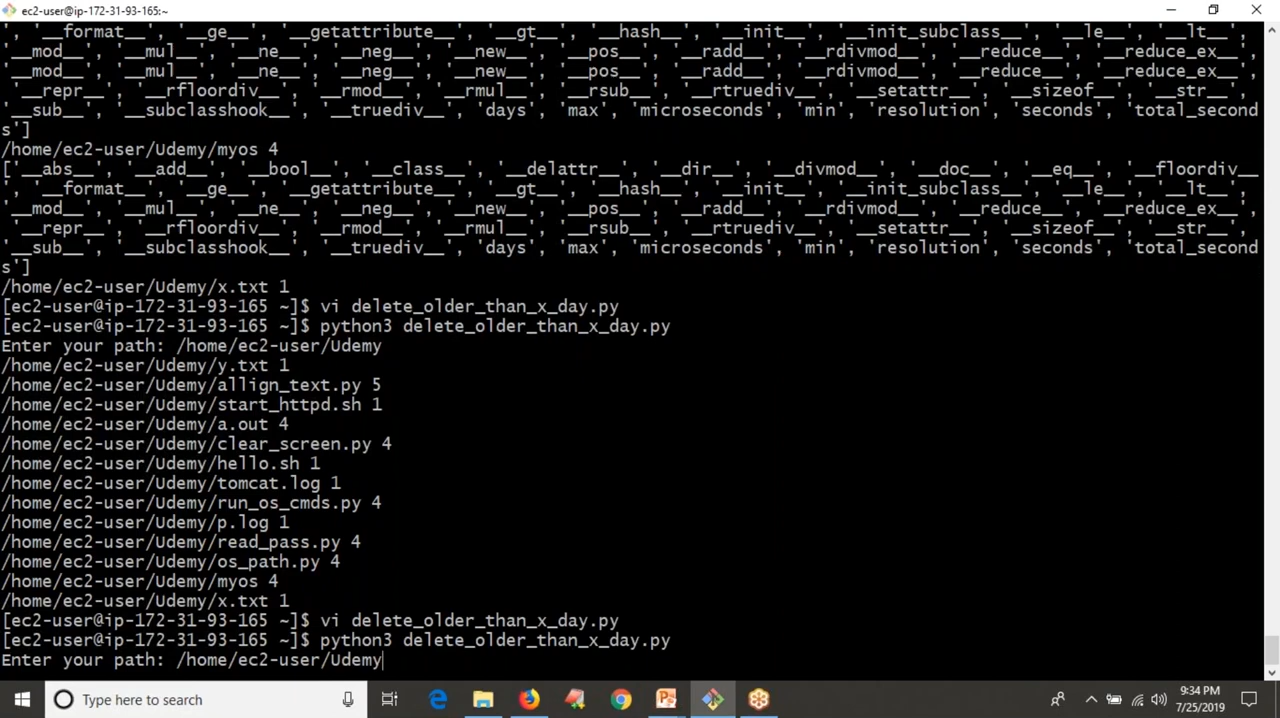 ec2-user@ip-172-31-93-165:~
', '__format__', '__ge__', '__getattribute__', '__gt__', '__hash__', '__init__', '__init_subclass__', '__le__', '__lt__',
'__mod__', '__mul__', '__ne__', '__neg__', '__new__', '__pos__', '__radd__', '__rdivmod__', '__reduce__', '__reduce_ex__',
'__mod__', '__mul__', '__ne__', '__neg__', '__new__', '__pos__', '__radd__', '__rdivmod__', '__reduce__', '__reduce_ex__',
'__repr__', '__rfloordiv__', '__rmod__', '__rmul__', '__rsub__', '__rtruediv__', '__setattr__', '__sizeof__', '__str__',
'__sub__', '__subclasshook__', '__truediv__', 'days', 'max', 'microseconds', 'min', 'resolution', 'seconds', 'total_second
s']
/home/ec2-user/Udemy/myos 4
['__abs__', '__add__', '__bool__', '__class__', '__delattr__', '__dir__', '__divmod__', '__doc__', '__eq__', '__floordiv__
', '__format__', '__ge__', '__getattribute__', '__gt__', '__hash__', '__init__', '__init_subclass__', '__le__', '__lt__',
'__mod__', '__mul__', '__ne__', '__neg__', '__new__', '__pos__', '__radd__', '__rdivmod__', '__reduce__', '__reduce_ex__',
'__repr__', '__rfloordiv__', '__rmod__', '__rmul__', '__rsub__', '__rtruediv__', '__setattr__', '__sizeof__', '__str__',
'__sub__', '__subclasshook__', '__truediv__', 'days', 'max', 'microseconds', 'min', 'resolution', 'seconds', 'total_second
s']
/home/ec2-user/Udemy/x.txt 1
[ec2-user@ip-172-31-93-165 ~]$ vi delete_older_than_x_day.py
[ec2-user@ip-172-31-93-165 ~]$ python3 delete_older_than_x_day.py
Enter your path: /home/ec2-user/Udemy
/home/ec2-user/Udemy/y.txt 1
/home/ec2-user/Udemy/allign_text.py 5
/home/ec2-user/Udemy/start_httpd.sh 1
/home/ec2-user/Udemy/a.out 4
/home/ec2-user/Udemy/clear_screen.py 4
/home/ec2-user/Udemy/hello.sh 1
/home/ec2-user/Udemy/tomcat.log 1
/home/ec2-user/Udemy/run_os_cmds.py 4
/home/ec2-user/Udemy/p.log 1
/home/ec2-user/Udemy/read_pass.py 4
/home/ec2-user/Udemy/os_path.py 4
/home/ec2-user/Udemy/myos 4
/home/ec2-user/Udemy/x.txt 1
[ec2-user@ip-172-31-93-165 ~]$ vi delete_older_than_x_day.py
[ec2-user@ip-172-31-93-165 ~]$ python3 delete_older_than_x_day.py
Enter your path: /home/ec2-user/Udemy
Type here to search
9:34 PM
7/25/2019